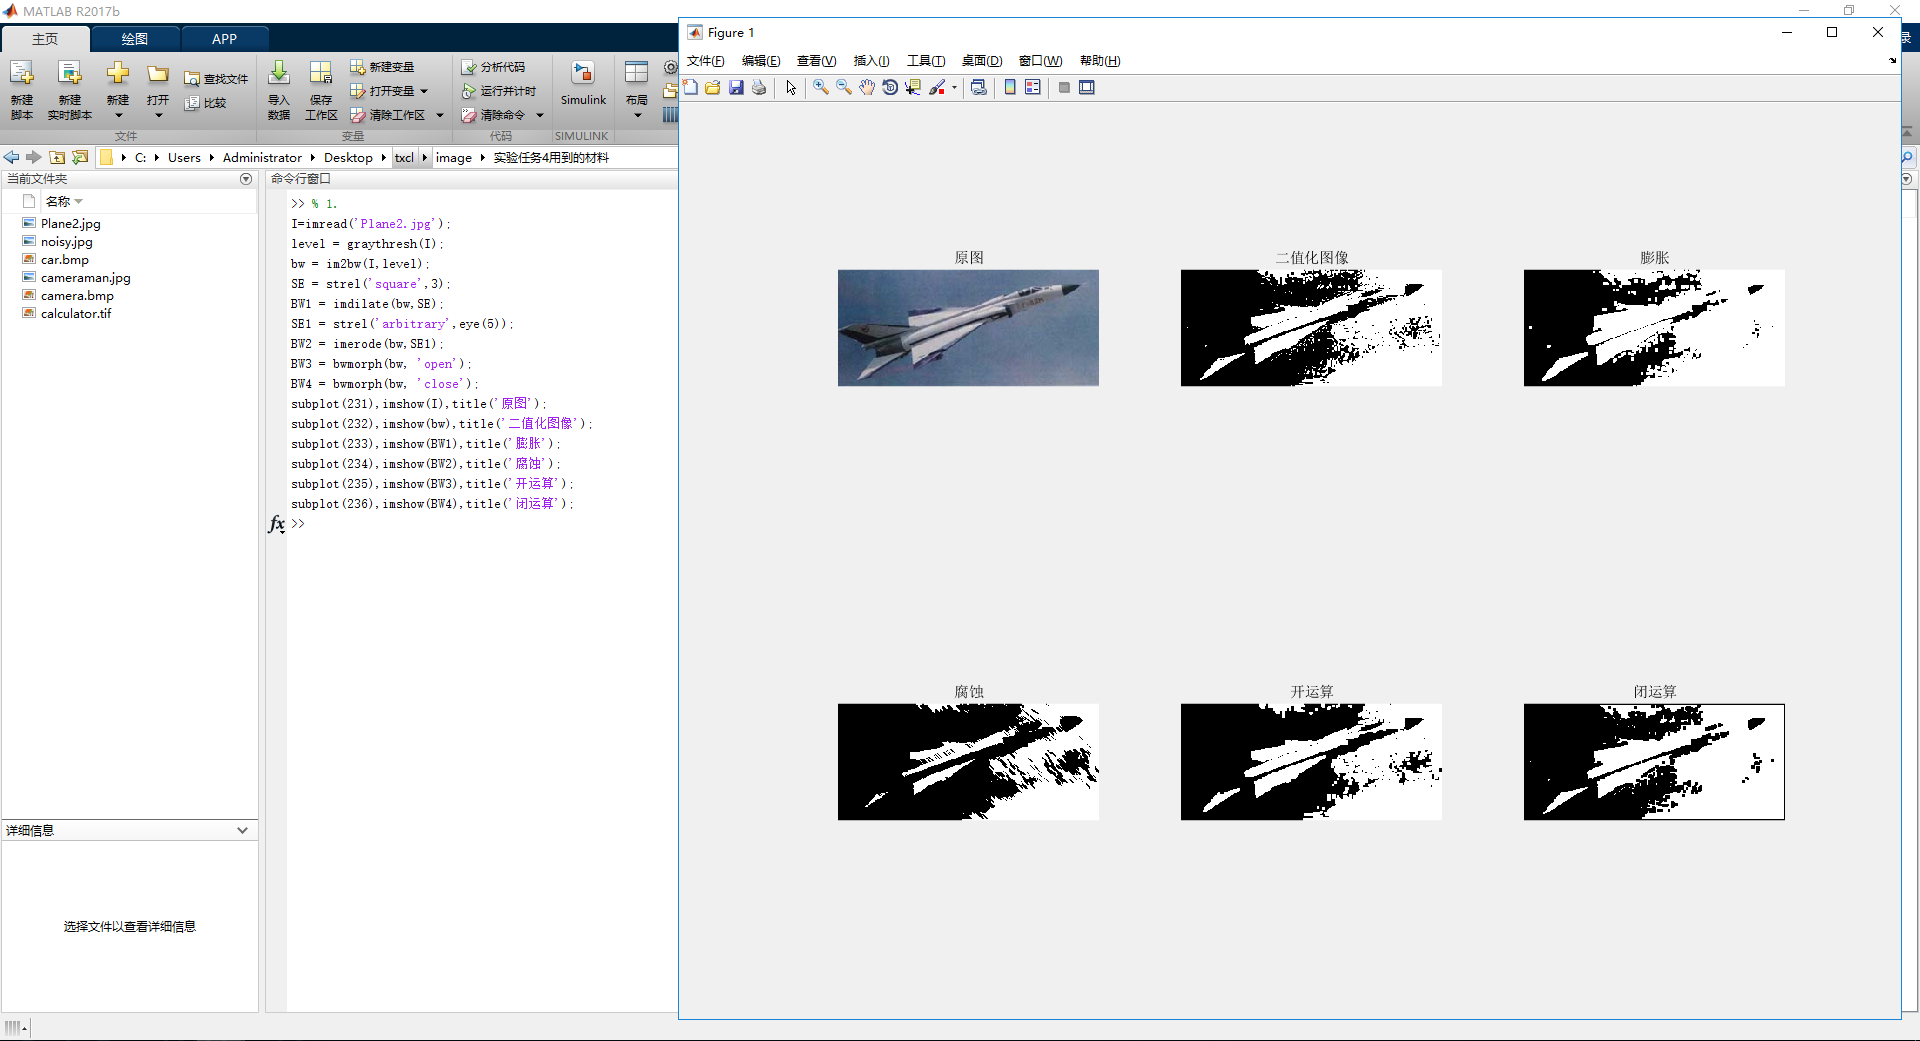 MATLAB R2017b
主页 绘图 APP
新建
脚本
新建
实时脚本
新建
打开
查找文件
比较
文件
导入
数据
保存
工作区
新建变量
打开变量
清除工作区
变量
分析代码
运行并计时
清除命令
代码
Simulink
SIMULINK
布局
录
C: Users Administrator Desktop txcl image 实验任务4用到的材料
当前文件夹
名称
Plane2.jpg
noisy.jpg
car.bmp
cameraman.jpg
camera.bmp
calculator.tif
详细信息
选择文件以查看详细信息
命令行窗口
>> % 1.
I=imread('Plane2.jpg');
level = graythresh(I);
bw = im2bw(I,level);
SE = strel('square',3);
BW1 = imdilate(bw,SE);
SE1 = strel('arbitrary',eye(5));
BW2 = imerode(bw,SE1);
BW3 = bwmorph(bw, 'open');
BW4 = bwmorph(bw, 'close');
subplot(231),imshow(I),title('原图');
subplot(232),imshow(bw),title('二值化图像');
subplot(233),imshow(BW1),title('膨胀');
subplot(234),imshow(BW2),title('腐蚀');
subplot(235),imshow(BW3),title('开运算');
subplot(236),imshow(BW4),title('闭运算');
fx >>
Figure 1
文件(F) 编辑(E) 查看(V) 插入(I) 工具(T) 桌面(D) 窗口(W) 帮助(H)
原图 二值化图像 膨胀
腐蚀 开运算 闭运算